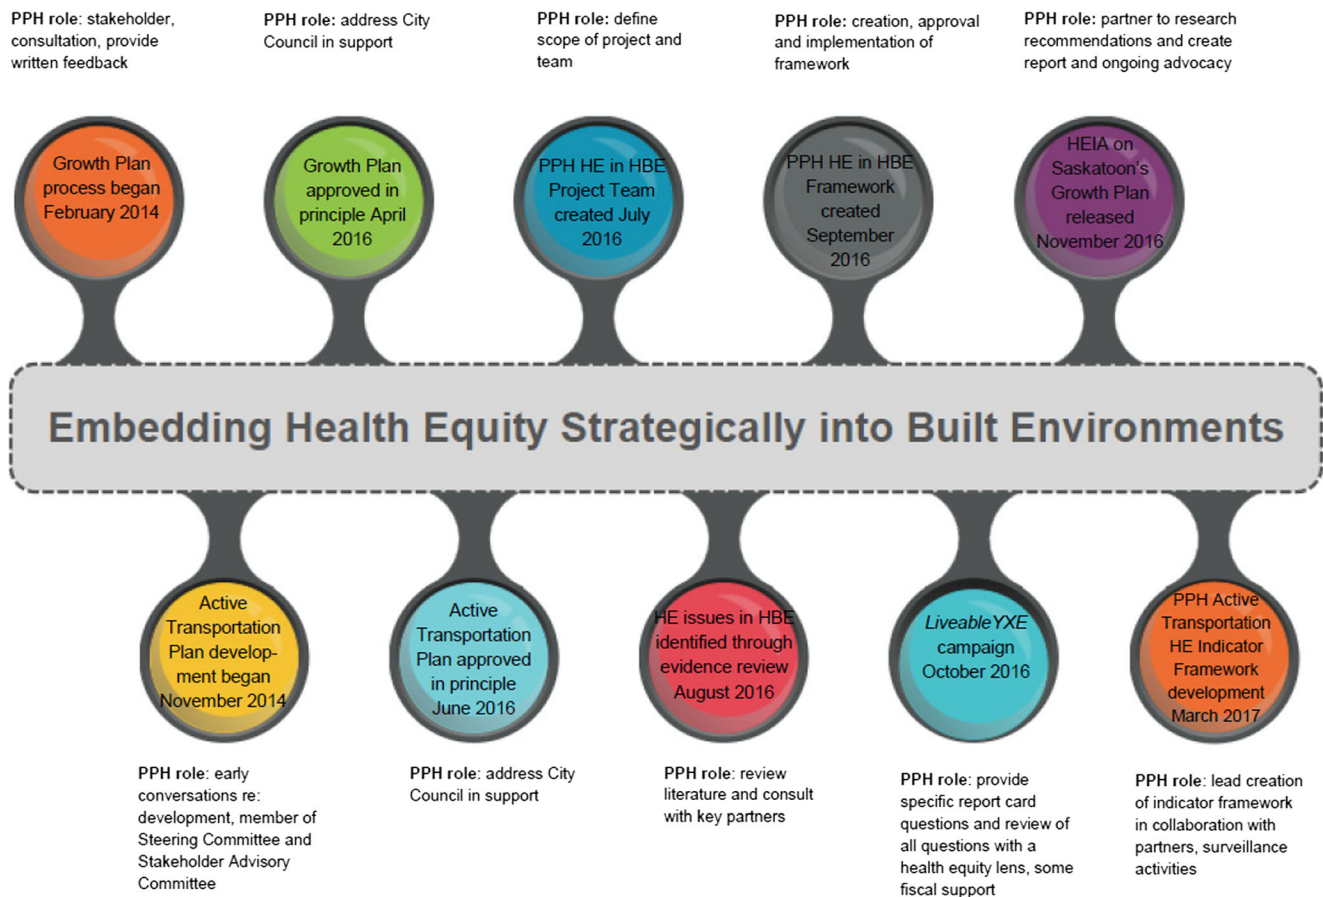 PPH role: stakeholder,
consultation, provide
written feedback
PPH role: address City
Council in support
PPH role: define
scope of project and
team
PPH role: creation, approval
and implementation of
framework
PPH role: partner to research
recommendations and create
report and ongoing advocacy
Growth Plan
process began
February 2014
Growth Plan
approved in
principle April
2016
PPH HE in HBE
Project Team
created July
2016
PPH HE in HBE
Framework
created
September
2016
HEIA on
Saskatoon's
Growth Plan
released
November 2016
Embedding Health Equity Strategically into Built Environments
Active
Transportation
Plan develop-
ment began
November 2014
Active
Transportation
Plan approved
in principle
June 2016
HE issues in HBE
identified through
evidence review
August 2016
LiveableYXE
campaign
October 2016
PPH Active
Transportation
HE Indicator
Framework
development
March 2017
PPH role: early
conversations re:
development, member of
Steering Committee and
Stakeholder Advisory
Committee
PPH role: address City
Council in support
PPH role: review
literature and consult
with key partners
PPH role: provide
specific report card
questions and review of
all questions with a
health equity lens, some
fiscal support
PPH role: lead creation
of indicator framework
in collaboration with
partners, surveillance
activities